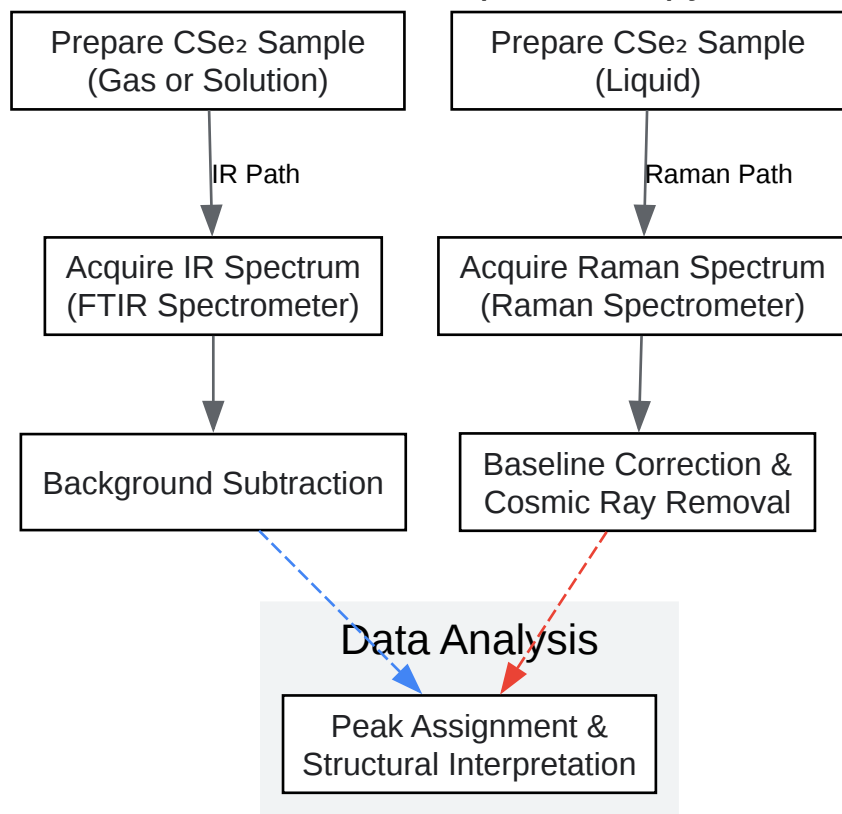 Prepare CSe₂ Sample
(Gas or Solution)
Prepare CSe₂ Sample
(Liquid)
IR Path
Raman Path
Acquire IR Spectrum
(FTIR Spectrometer)
Acquire Raman Spectrum
(Raman Spectrometer)
Background Subtraction
Baseline Correction &
Cosmic Ray Removal
Data Analysis
Peak Assignment &
Structural Interpretation